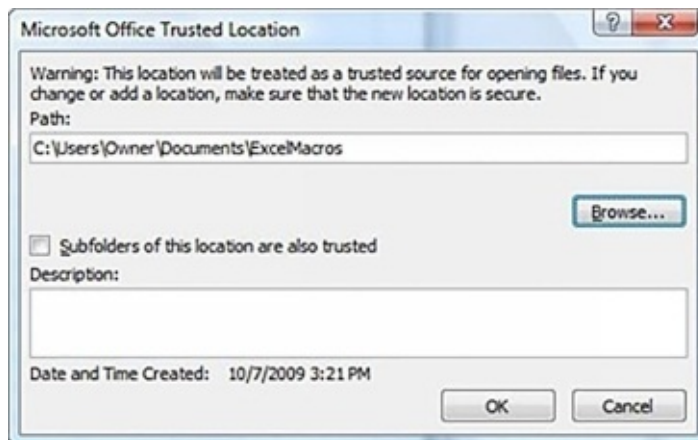 Microsoft Office Trusted Location
?
Warning: This location will be treated as a trusted source for opening files. If you
change or add a location, make sure that the new location is secure.
Path:
C:\Users\Owner\Documents\ExcelMacros
Browse...
Subfolders of this location are also trusted
Description:
Date and Time Created: 10/7/2009 3:21 PM
OK Cancel